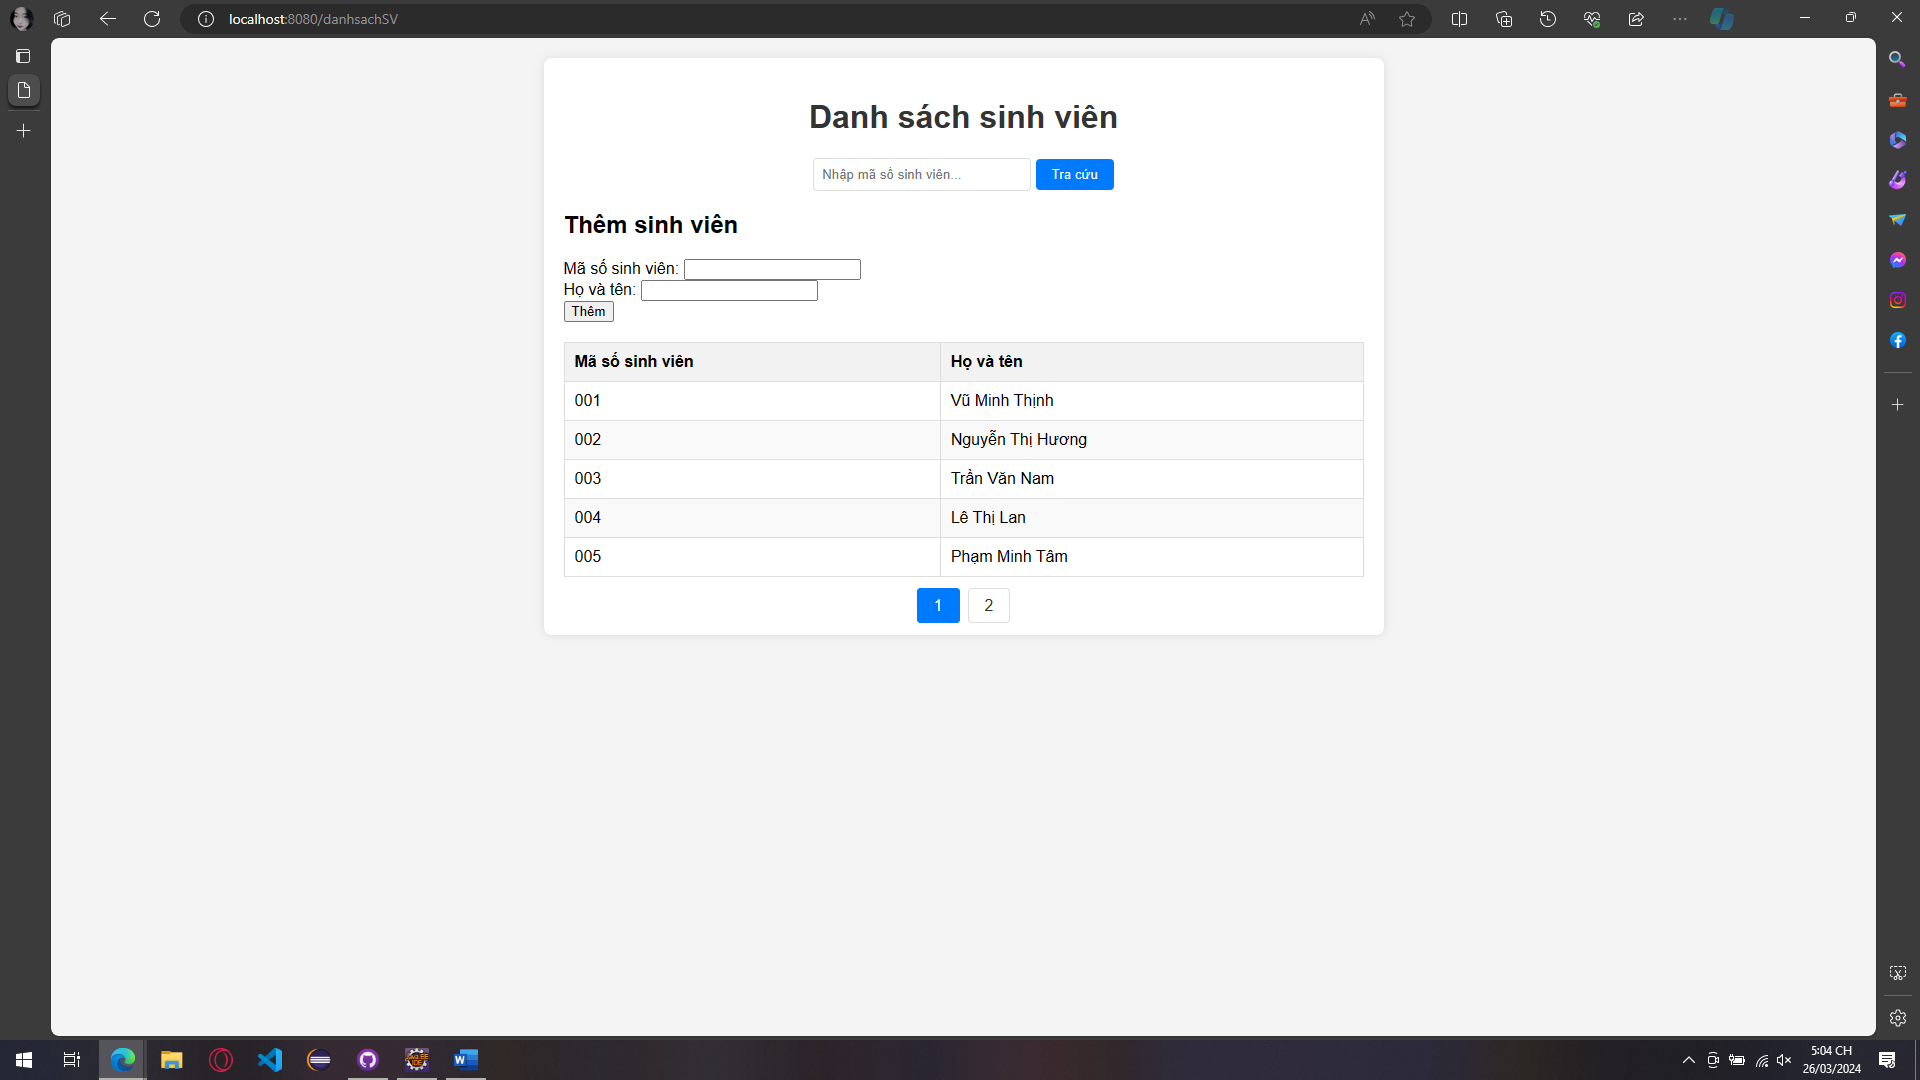 localhost:8080/danhsachSV
Danh sách sinh viên
Nhập mã số sinh viên... Tra cứu
Thêm sinh viên
Mã số sinh viên:
Họ và tên:
Thêm
Mã số sinh viên Họ và tên
001 Vũ Minh Thịnh
002 Nguyễn Thị Hương
003 Trần Văn Nam
004 Lê Thị Lan
005 Phạm Minh Tâm
1 2
5:04 CH
26/03/2024